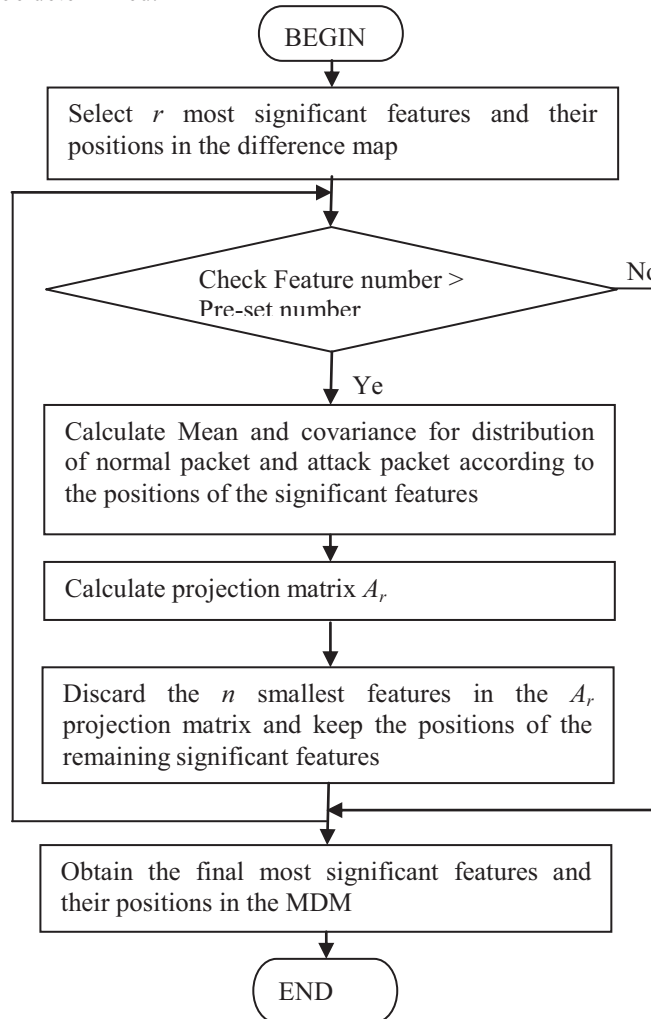 BEGIN
Select r most significant features and their
positions in the difference map
Check Feature number >
Pre-set number
No
Ye
Calculate Mean and covariance for distribution
of normal packet and attack packet according to
the positions of the significant features
Calculate projection matrix Ar
Discard the n smallest features in the Ar
projection matrix and keep the positions of the
remaining significant features
Obtain the final most significant features and
their positions in the MDM
END